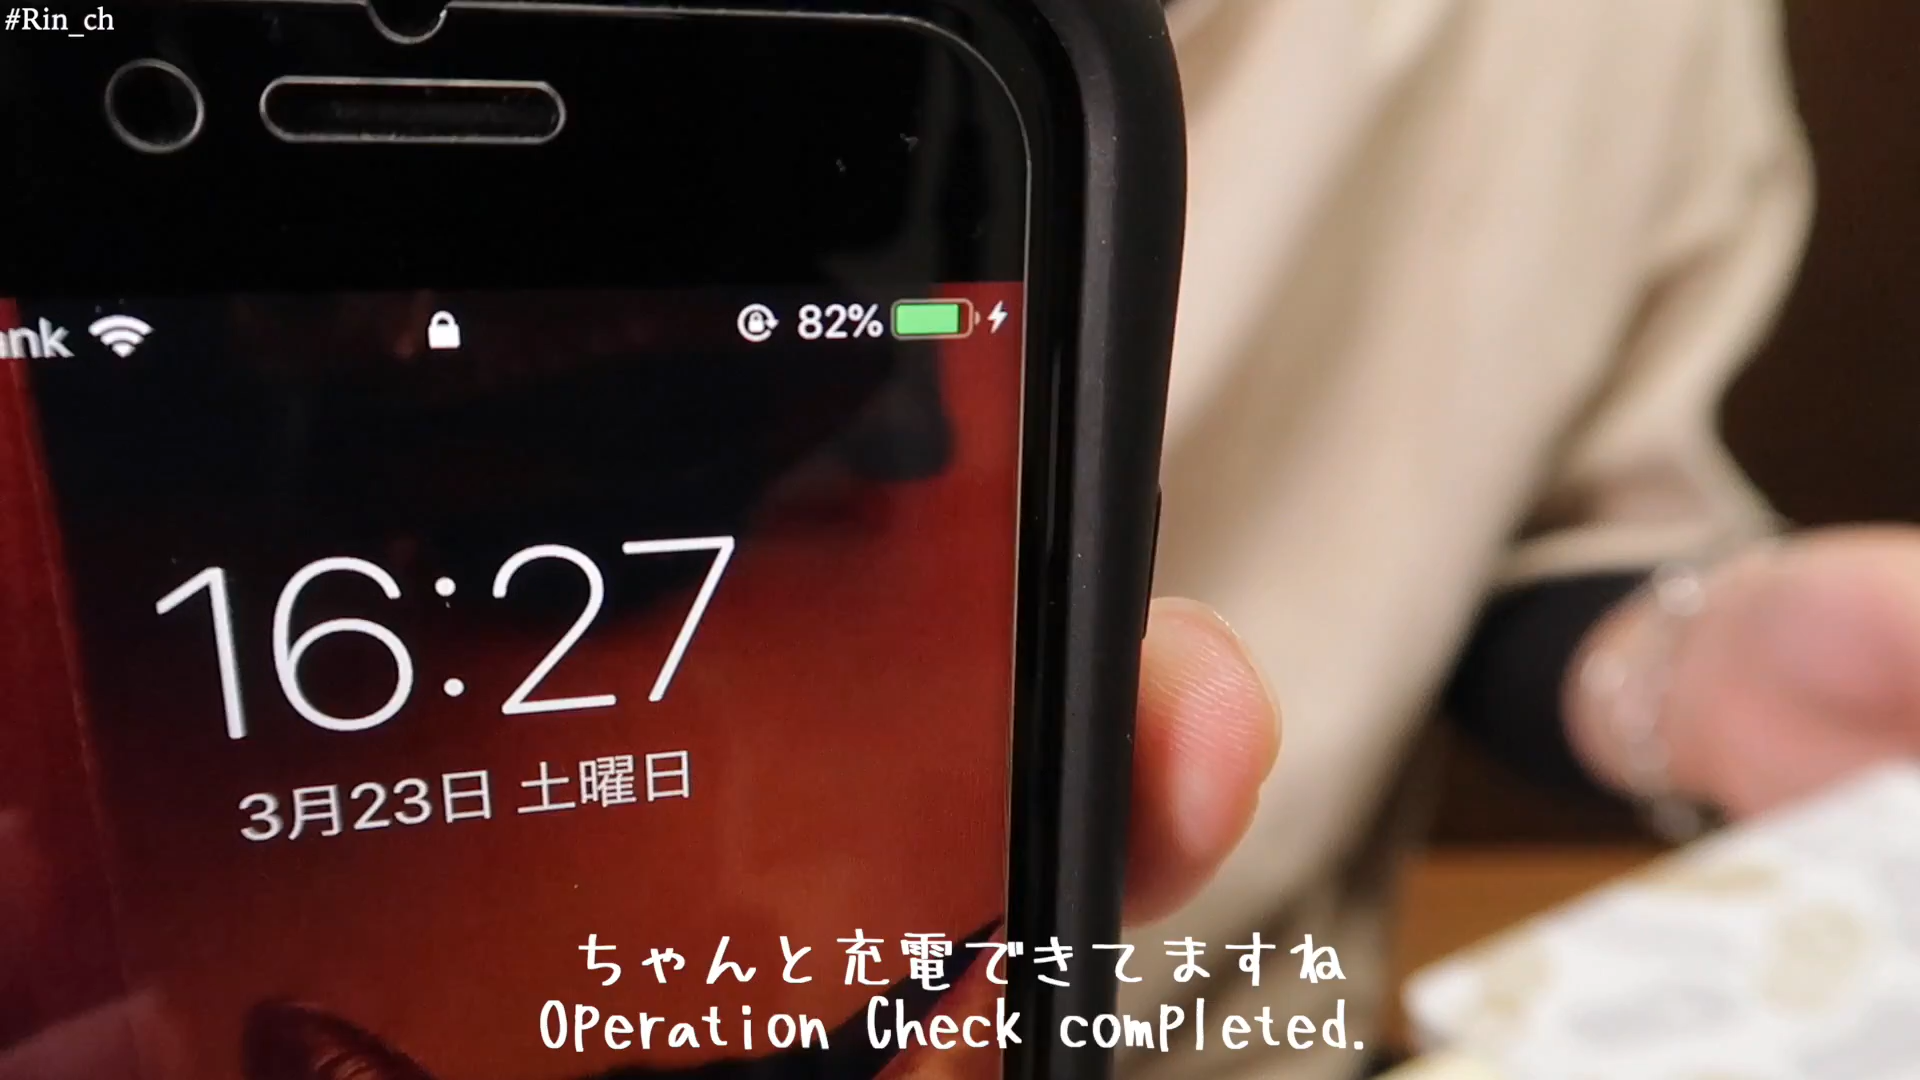 #Rin_ch
ank
82%
16:27
3月23日 土曜日
ちゃんと充電できてますね
Operation Check completed.